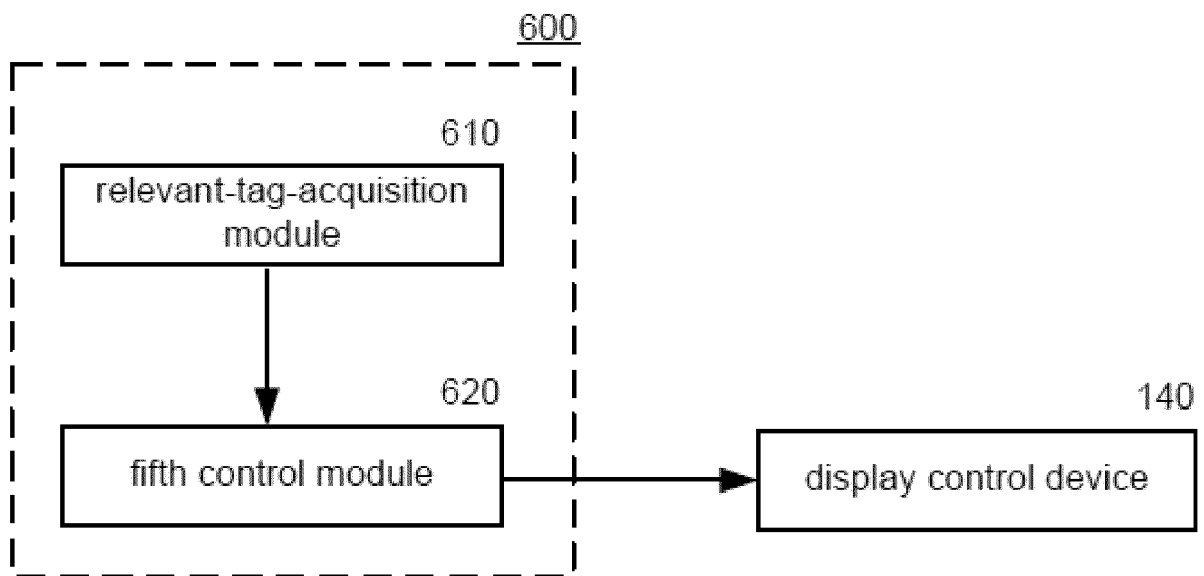 600
610
relevant-tag-acquisition
module
620
fifth control module
140
display control device